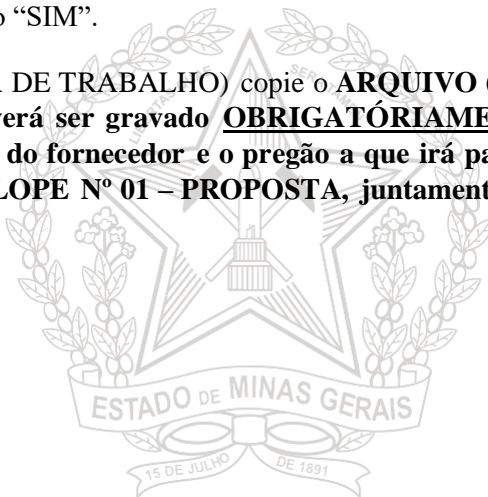 o “SIM”.
DE TRABALHO) copie o ARQUIVO
verá ser gravado OBRIGATÓRIAME
do fornecedor e o pregão a que irá pa
LOPE Nº 01 – PROPOSTA, juntament
ESTADO DE MINAS GERAIS
15 DE JULHO DE 1891